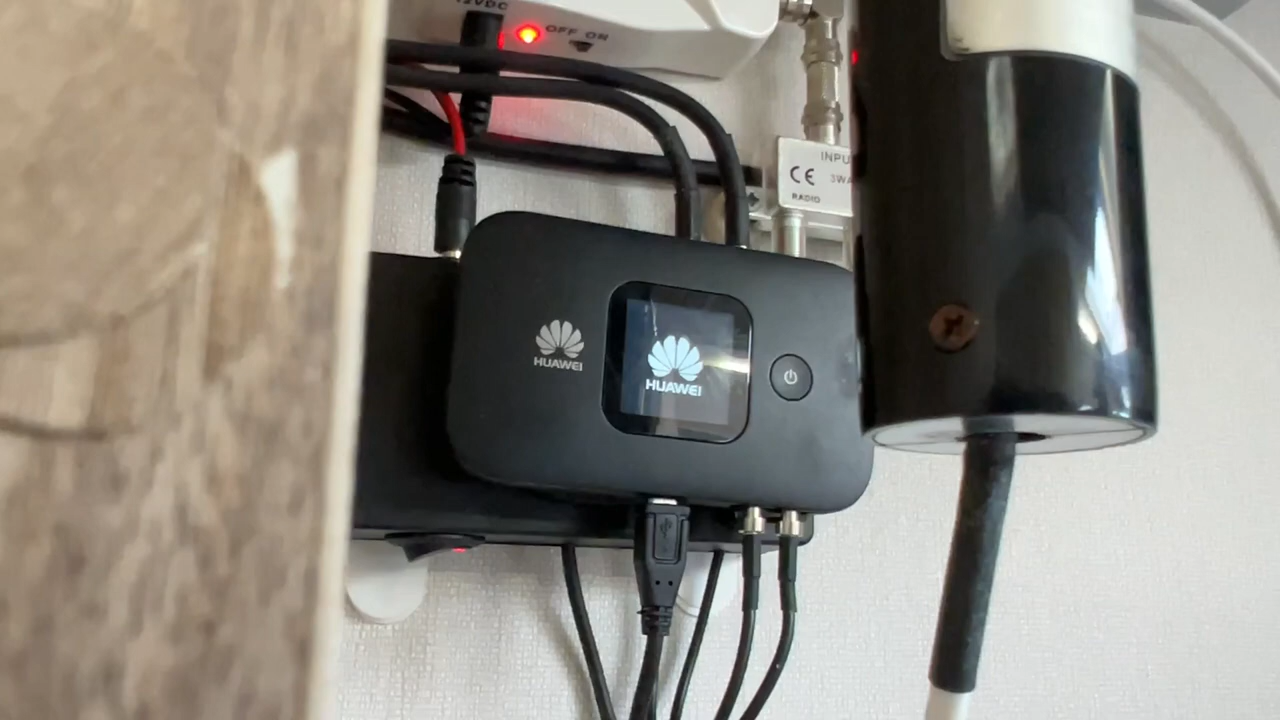 12VDC
OFF ON
INPU
CE
3WA
RADIO
HUAWEI
HUAWEI